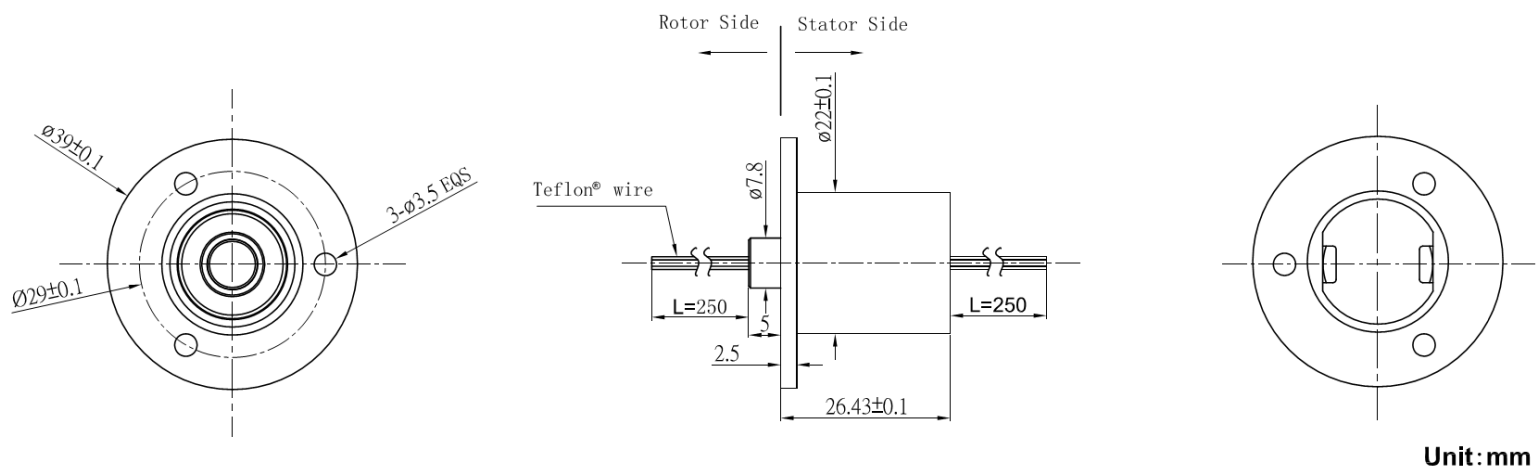 Rotor Side
Stator Side
ø39±0.1
3-ø3.5 EQS
Ø29±0.1
Teflon® wire
ø7.8
ø22±0.1
L=250
5
2.5
26.43±0.1
L=250
Unit:mm